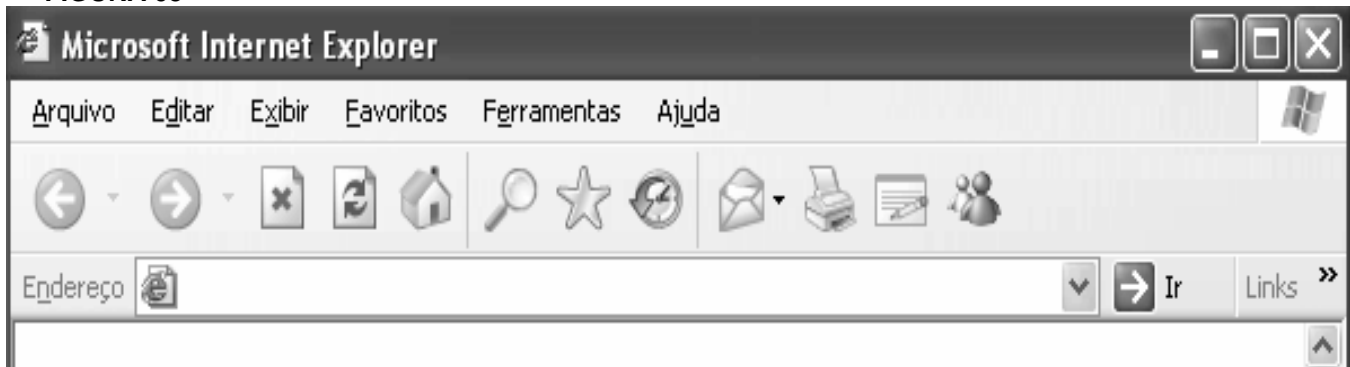 Microsoft Internet Explorer
Arquivo Editar Exibir Favoritos Ferramentas Ajuda
Endereço Ir Links »